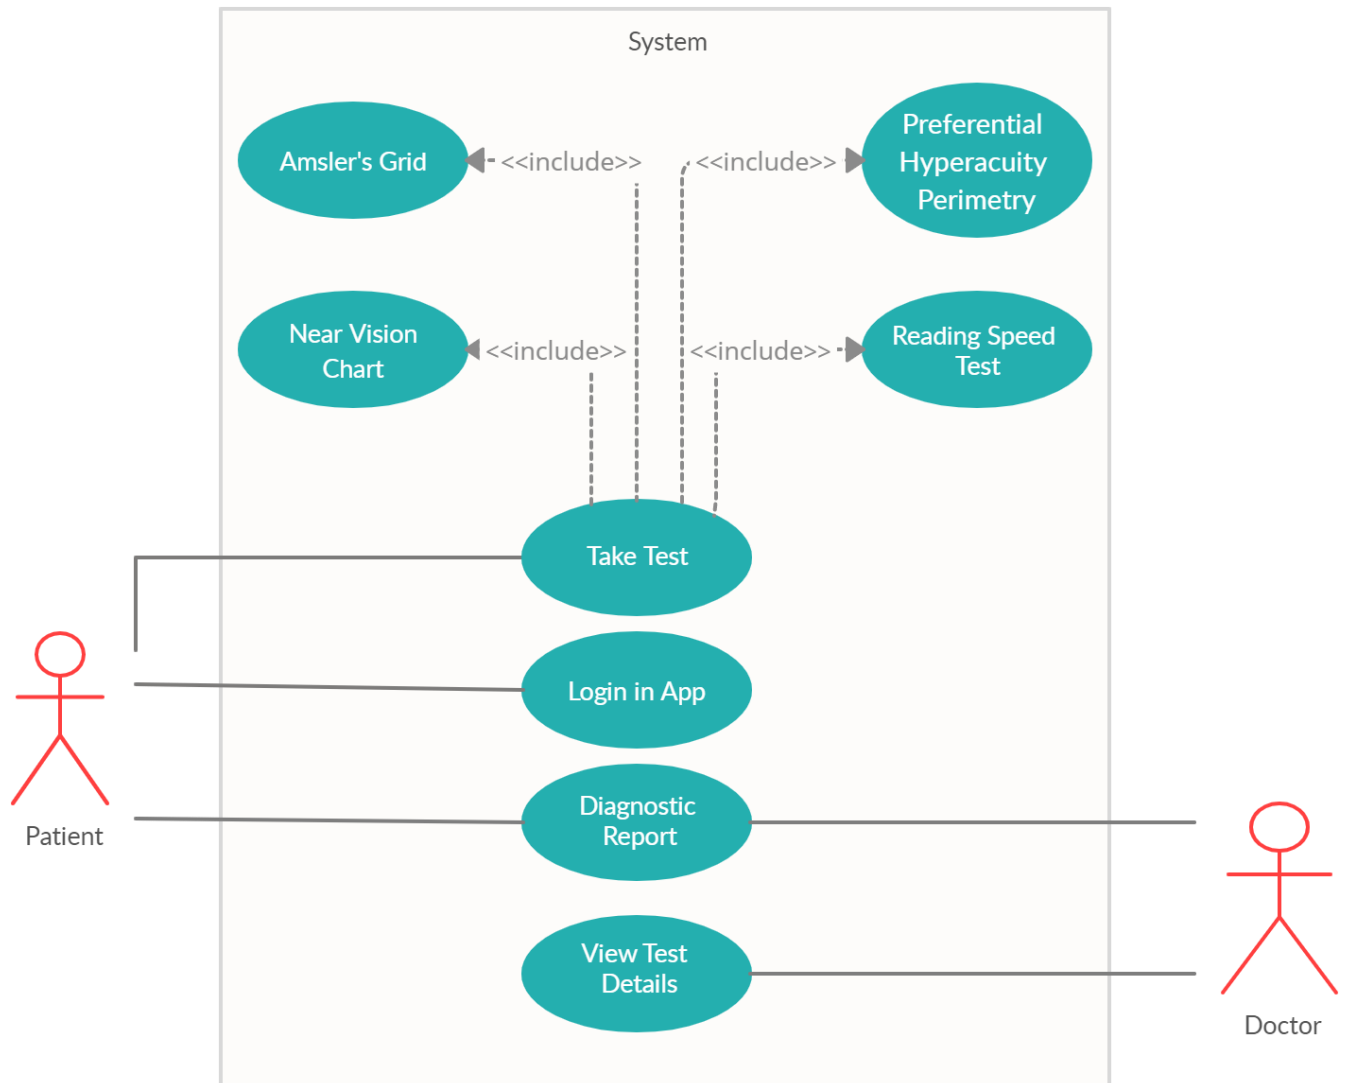 System
Amsler's Grid
<<include>>
<<include>>
Preferential
Hyperacuity
Perimetry
Near Vision
Chart
<<include>>
<<include>>
Reading Speed
Test
Take Test
Login in App
Diagnostic
Report
Patient
View Test
Details
Doctor